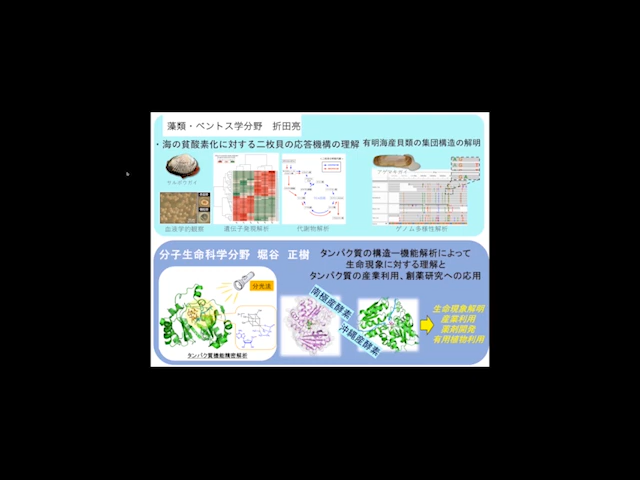 藻類・ベントス学分野　折田亮
・海の貧酸素化に対する二枚貝の応答機構の理解
有明海産貝類の集団構造の解明
サルボウガイ
アゲマキガイ
血液学的観察
遺伝子発現解析
代謝物解析
ゲノム多様性解析
分子生命科学分野　堀谷　正樹
タンパク質の構造―機能解析によって
生命現象に対する理解と
タンパク質の産業利用、創薬研究への応用
分光法
南極産酵素
沖縄産酵素
タンパク質機能精密解析
生命現象解明
産業利用
薬剤開発
有用植物利用